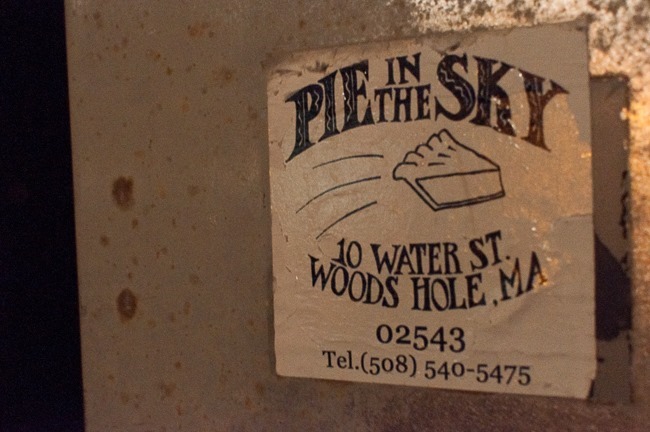 PIE IN THE SKY
10 WATER ST.
WOODS HOLE, MA
02543
Tel.(508) 540-5475